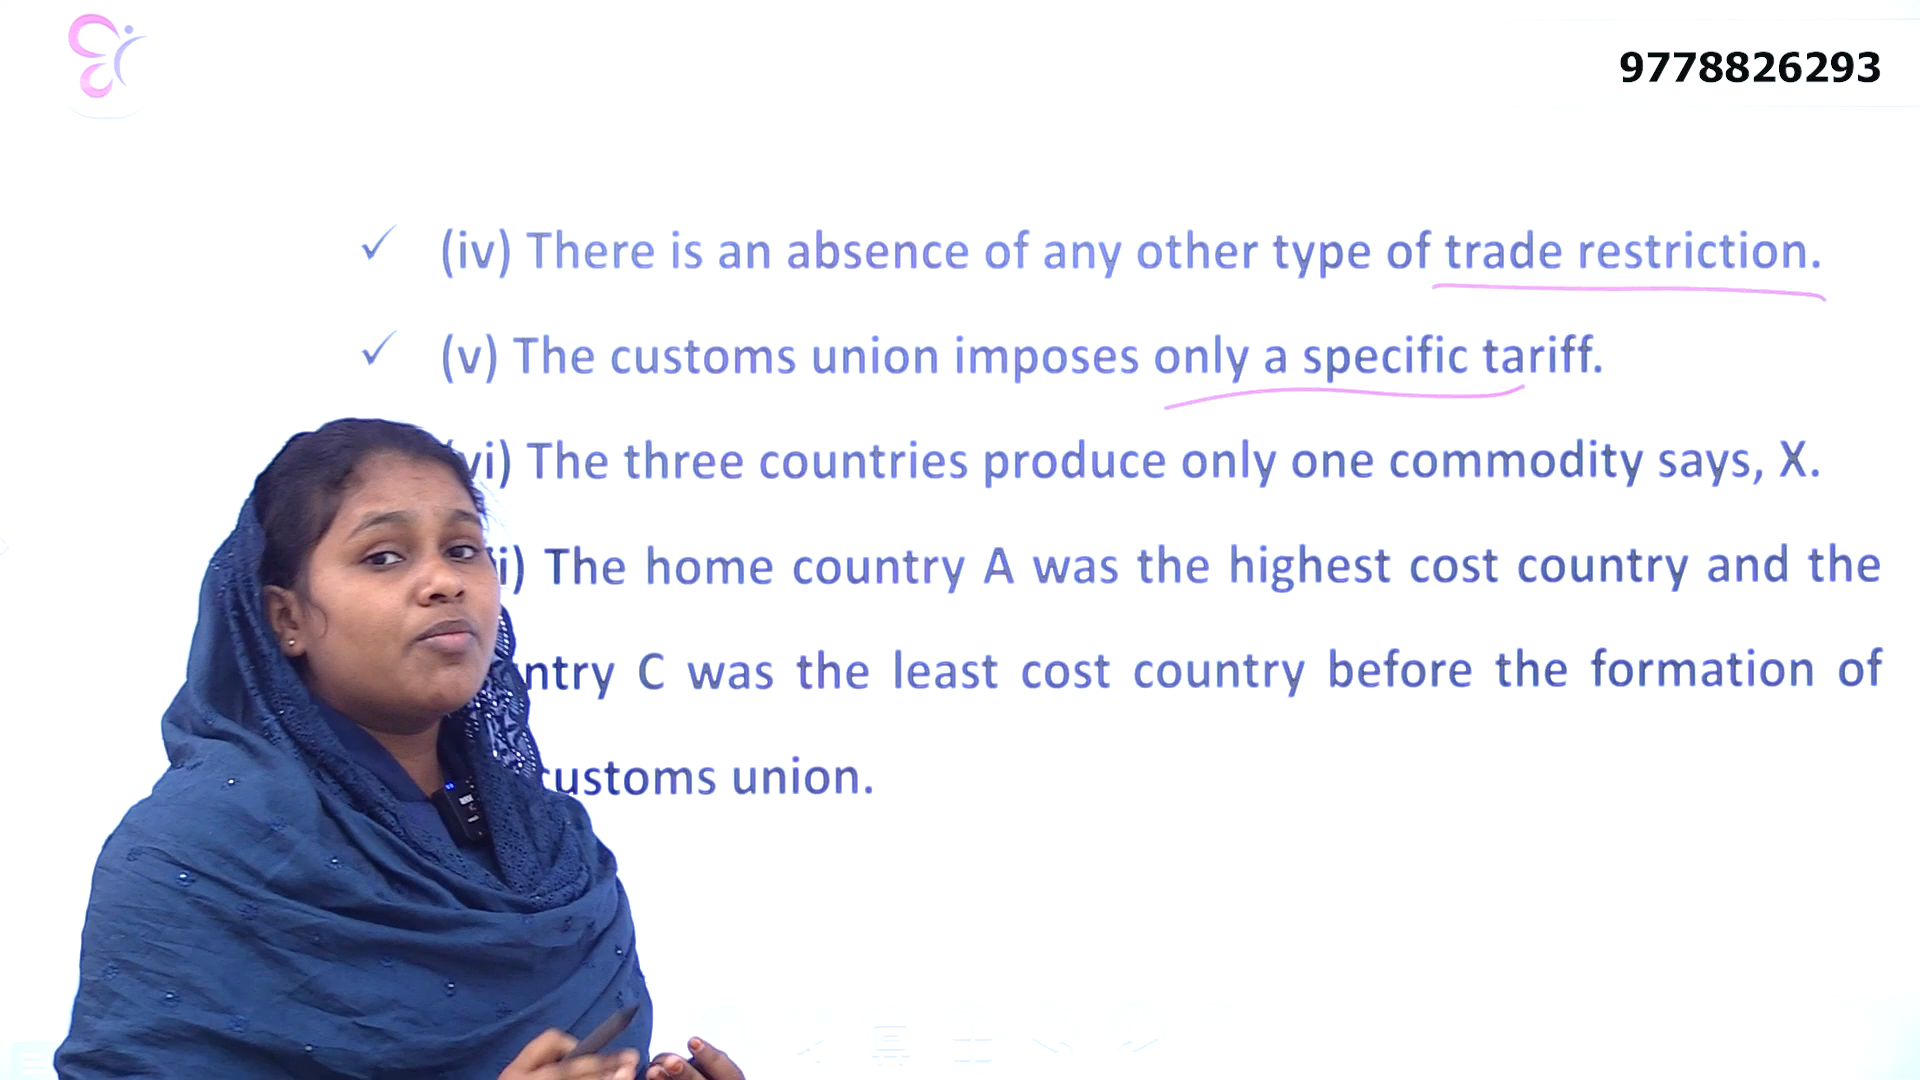 9778826293
✓ (iv) There is an absence of any other type of trade restriction.
✓ (v) The customs union imposes only a specific tariff.
vi) The three countries produce only one commodity says, X.
i) The home country A was the highest cost country and the
ntry C was the least cost country before the formation of
customs union.